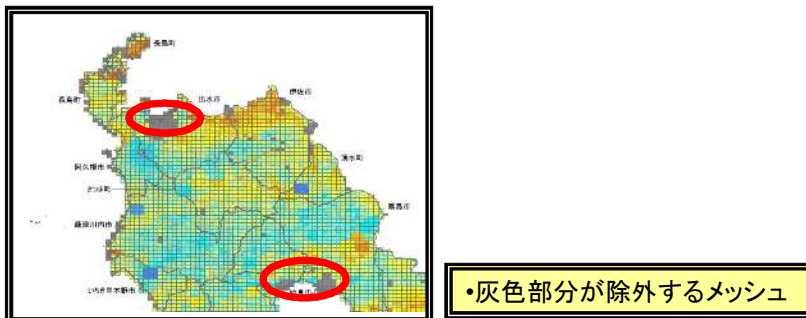 長島町
長島町
出水市
伊佐市
湧水町
阿久根市
さつま町
霧島市
薩摩川内市
いちき串木野市
•灰色部分が除外するメッシュ